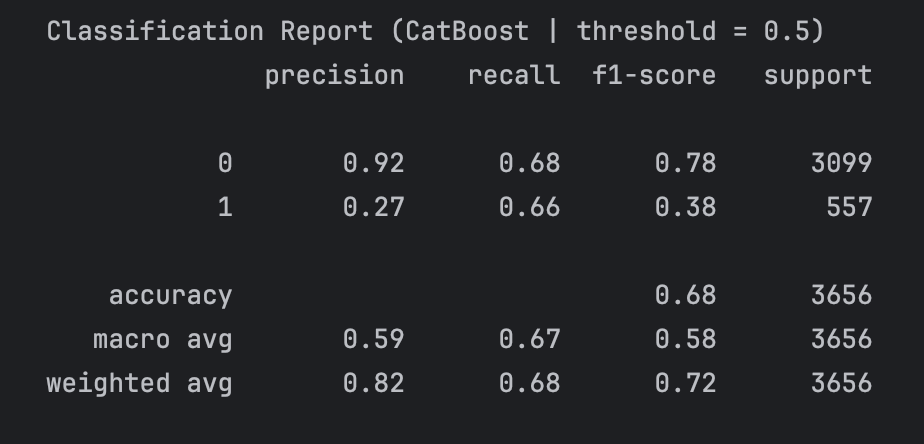 Classification Report (CatBoost | threshold = 0.5)
precision recall f1-score support
0 0.92 0.68 0.78 3099
1 0.27 0.66 0.38 557
accuracy 0.68 3656
macro avg 0.59 0.67 0.58 3656
weighted avg 0.82 0.68 0.72 3656